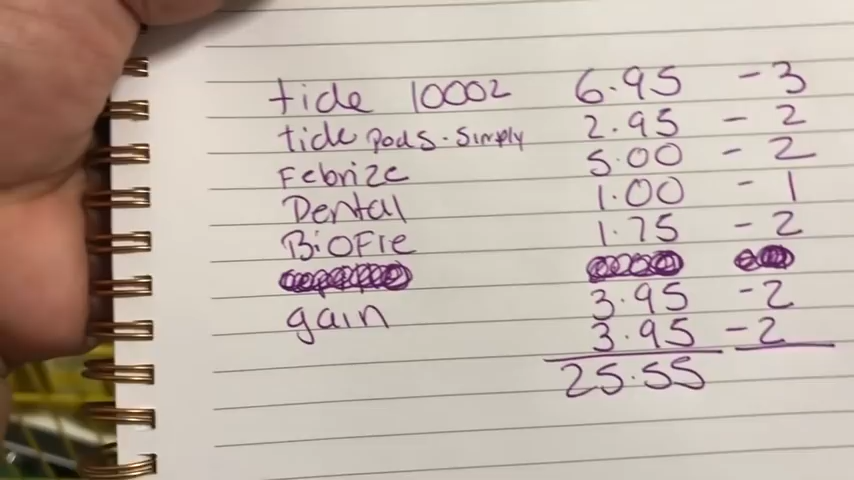 tide 100oz 6.95 - 3
tide pods. Simply 2.95 - 2
Febrize 5.00 - 2
Dental 1.00 - 1
BiOFre 1.75 - 2
gain 3.95 - 2
3.95 - 2
25.55